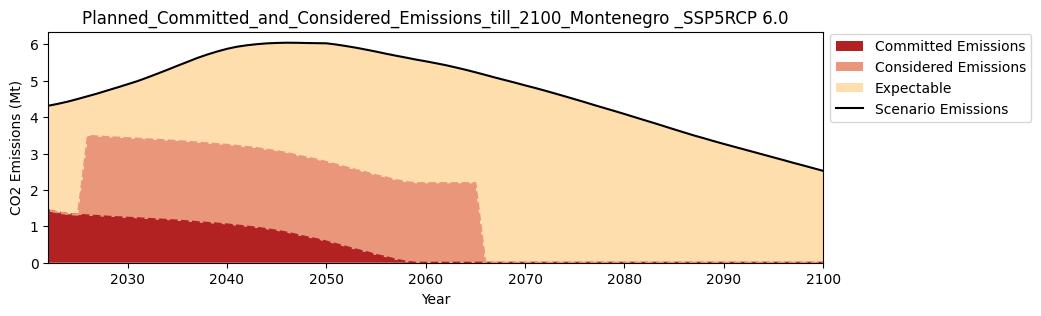 Planned_Committed_and_Considered_Emissions_till_2100_Montenegro _SSP5RCP 6.0
CO2 Emissions (Mt)
6
5
4
3
2
1
0
2030 2040 2050 2060 2070 2080 2090 2100
Year
Committed Emissions
Considered Emissions
Expectable
Scenario Emissions